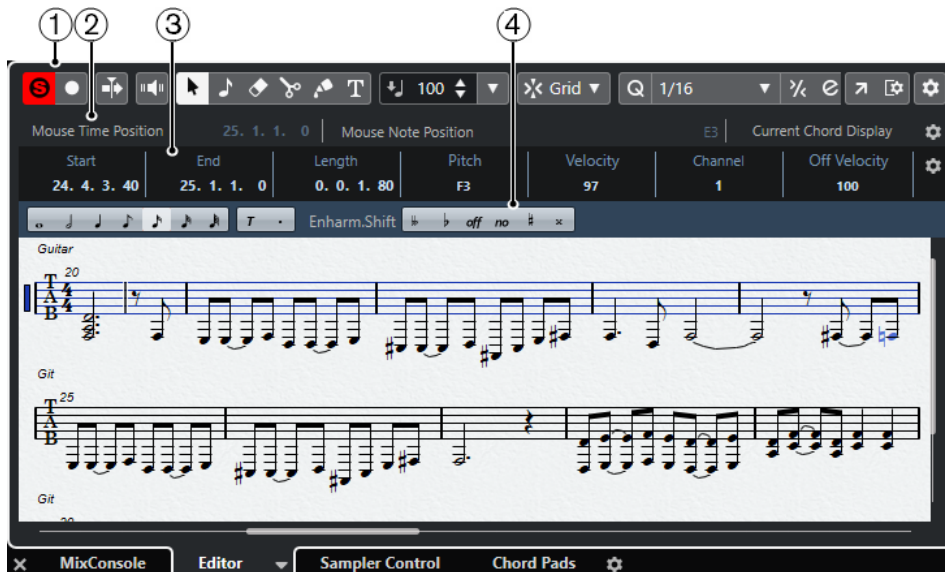 1 2 3 4
S 100 Grid Q 1/16
Mouse Time Position 25. 1. 1. 0 Mouse Note Position E3 Current Chord Display
Start End Length Pitch Velocity Channel Off Velocity
24. 4. 3. 40 25. 1. 1. 0 0. 0. 1. 80 F3 97 1 100
T . Enharm.Shift off no
Guitar
20
T A B 4 4
Git
25
T A B
Git
MixConsole Editor Sampler Control Chord Pads